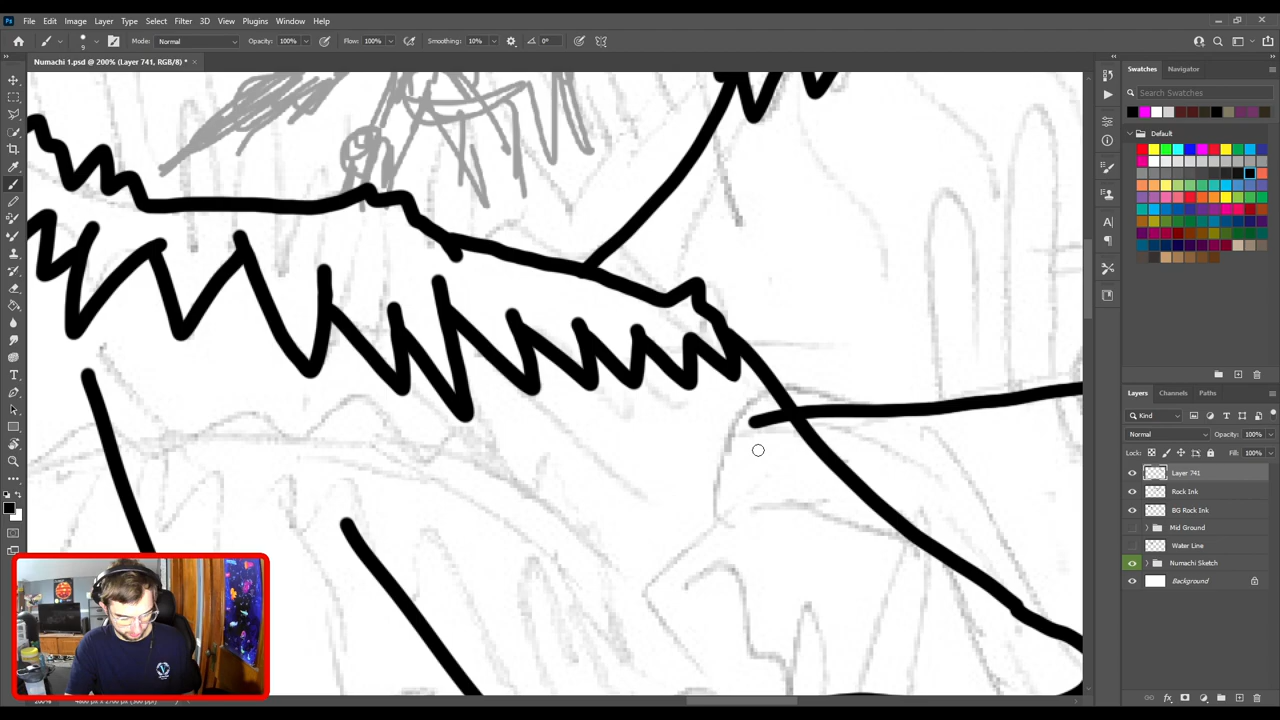 File Edit Image Layer Type Select Filter 3D View Plugins Window Help
Mode: Normal Opacity: 100% Flow: 100% Smoothing: 10% 0°
9
Numachi 1.psd @ 200% (Layer 741, RGB/8) *
Swatches Navigator
Search Swatches
Default
Layers Channels Paths
Kind
Normal Opacity: 100%
Lock: Fill: 100%
Layer 741
Rock Ink
BG Rock Ink
Mid Ground
Water Line
Numachi Sketch
Background
200%